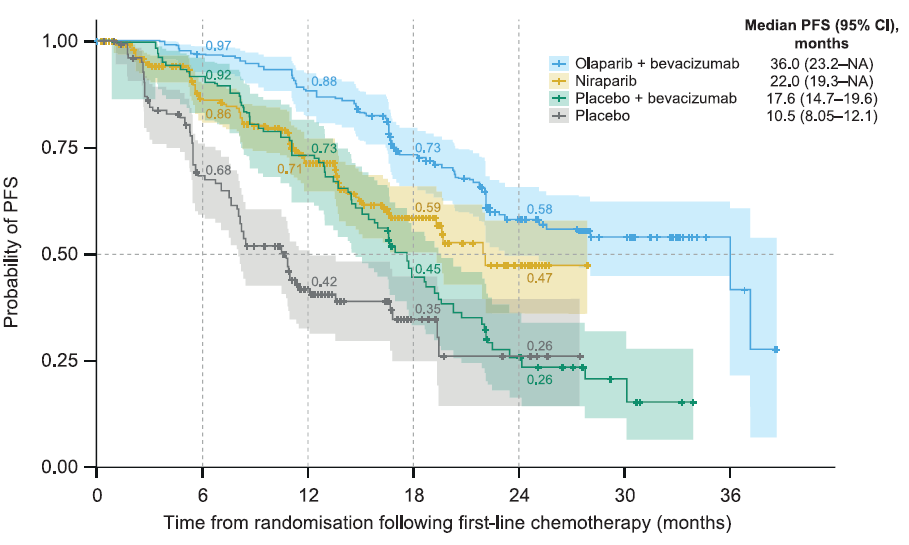 Median PFS (95% CI),
months
Olaparib + bevacizumab 36.0 (23.2–NA)
Niraparib 22.0 (19.3–NA)
Placebo + bevacizumab 17.6 (14.7–19.6)
Placebo 10.5 (8.05–12.1)
Probability of PFS
1.00
0.75
0.50
0.25
0.00
0.97
0.92
0.86
0.68
0.88
0.73
0.71
0.42
0.73
0.59
0.45
0.35
0.58
0.47
0.26
0.26
0 6 12 18 24 30 36
Time from randomisation following first-line chemotherapy (months)